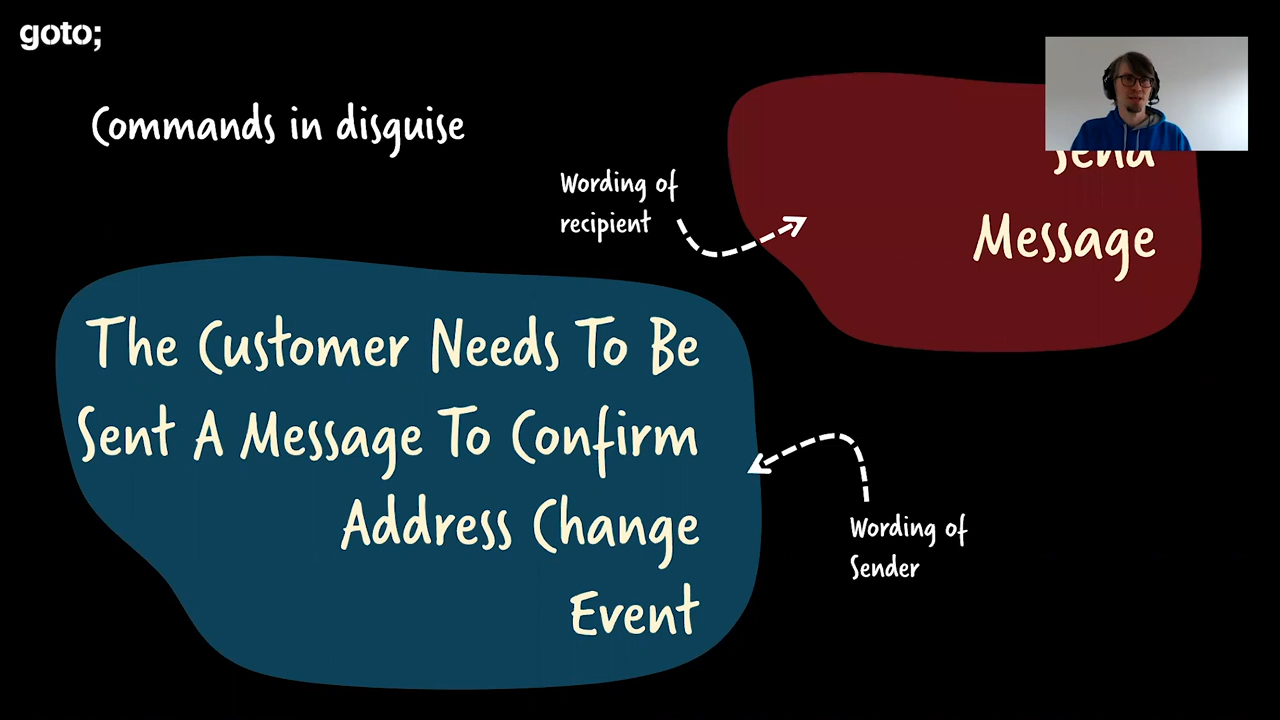 goto;
Commands in disguise
Send
Message
Wording of
recipient
The Customer Needs To Be
Sent A Message To Confirm
Address Change
Event
Wording of
Sender